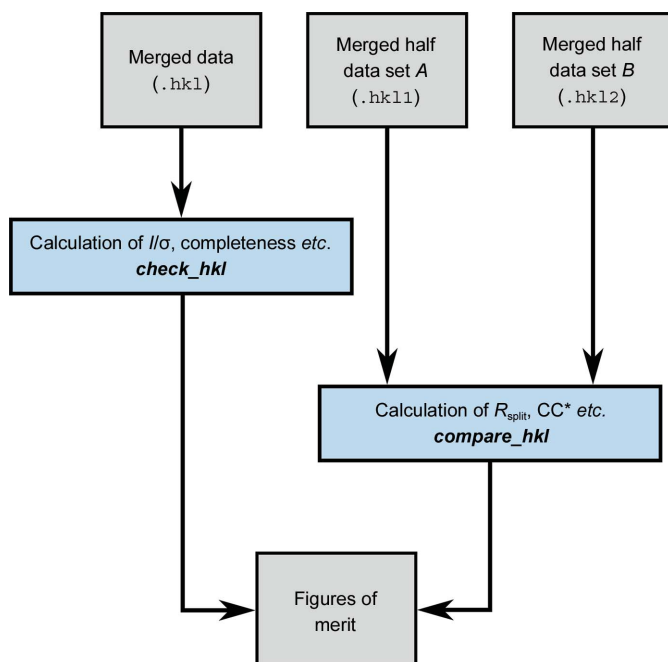 Merged data
(.hkl)
Merged half
data set A
(.hkl1)
Merged half
data set B
(.hkl2)
Calculation of I/σ, completeness etc.
check_hkl
Calculation of Rsplit, CC* etc.
compare_hkl
Figures of
merit